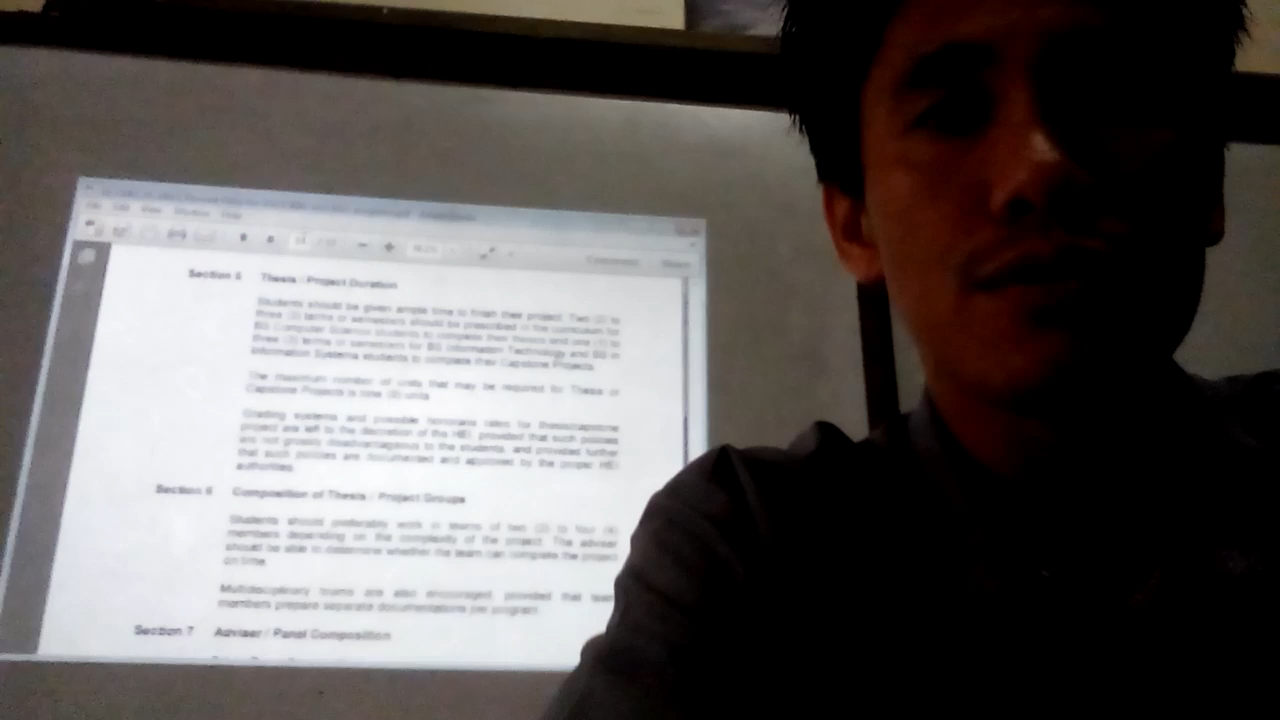 File Edit View Window Help
Section 5 Thesis / Project Duration
Students should be given ample time to finish their project. Two (2) to
three (3) terms or semesters should be prescribed in the curriculum for
BS Computer Science students to complete their thesis and one (1) to
three (3) terms or semesters for BS Information Technology and BS in
Information Systems students to complete their Capstone Projects.
The maximum number of units that may be required for Thesis or
Capstone Projects is nine (9) units.
Grading systems and possible honoraria rates for thesis/capstone
project are left to the discretion of the HEI, provided that such policies
are not grossly disadvantageous to the students, and provided further
that such policies are documented and approved by the proper HEI
authorities.
Section 6 Composition of Thesis / Project Groups
Students should preferably work in teams of two (2) to four (4)
members depending on the complexity of the project. The adviser
should be able to determine whether the team can complete the project
on time.
Multidisciplinary teams are also encouraged, provided that team
members prepare separate documentations per program.
Section 7 Adviser / Panel Composition